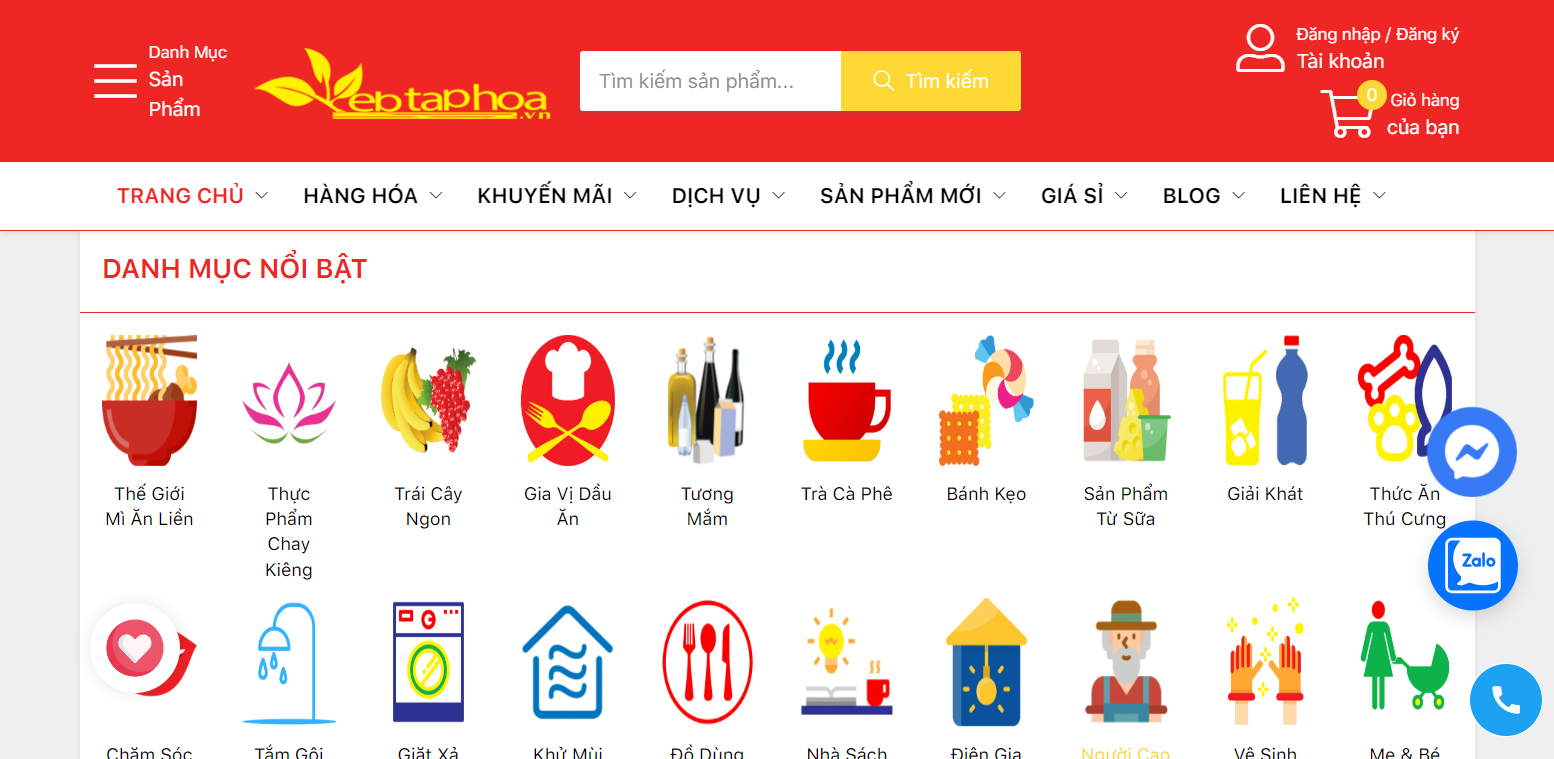 Danh Mục
Sản
Phẩm
eptaphoa
.vn
Tìm kiếm sản phẩm...
Tìm kiếm
Đăng nhập / Đăng ký
Tài khoản
0
Giỏ hàng
của bạn
TRANG CHỦ
HÀNG HÓA
KHUYẾN MÃI
DỊCH VỤ
SẢN PHẨM MỚI
GIÁ SỈ
BLOG
LIÊN HỆ
DANH MỤC NỔI BẬT
Thế Giới
Mì Ăn Liền
Thực
Phẩm
Chay
Kiêng
Trái Cây
Ngon
Gia Vị Dầu
Ăn
Tương
Mắm
Trà Cà Phê
Bánh Kẹo
Sản Phẩm
Từ Sữa
Giải Khát
Thức Ăn
Thú Cưng
Zalo
Chăm Sóc
Tắm Gội
Giặt Xả
Khử Mùi
Đồ Dùng
Nhà Sách
Điện Gia
Người Cao
Vệ Sinh
Mẹ & Bé